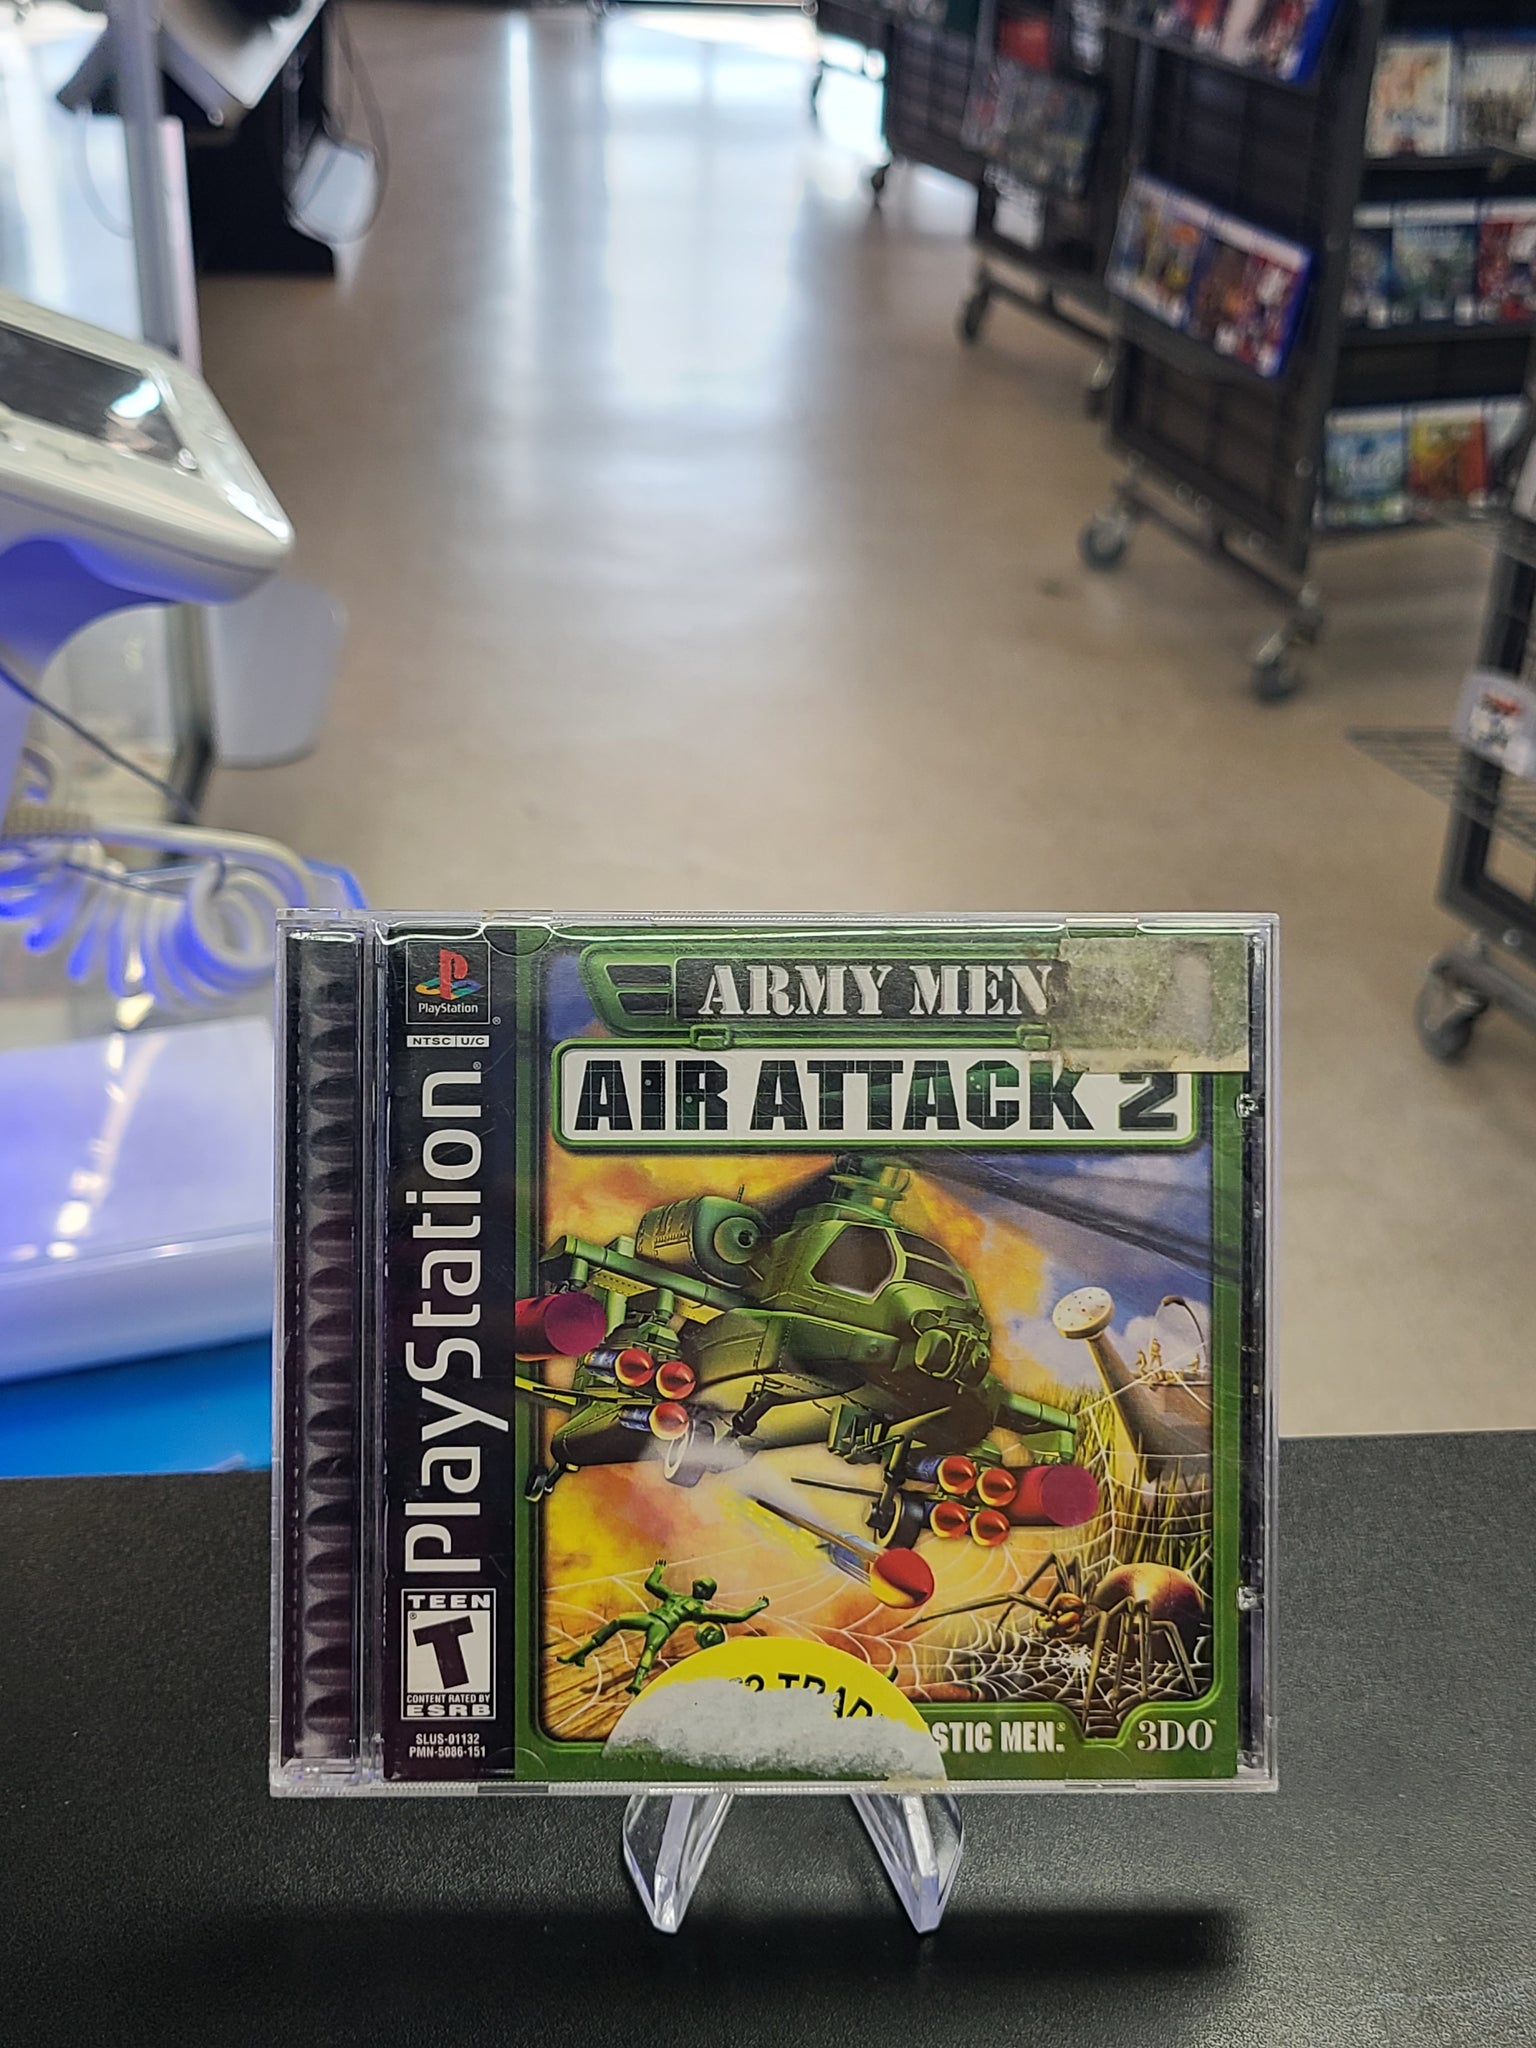 PlayStation
NTSC U/C
PlayStation
TEEN
T
CONTENT RATED BY
ESRB
SLUS-01132
PMN-5086-151
ARMY MEN
AIR ATTACK 2
STIC MEN.
3DO